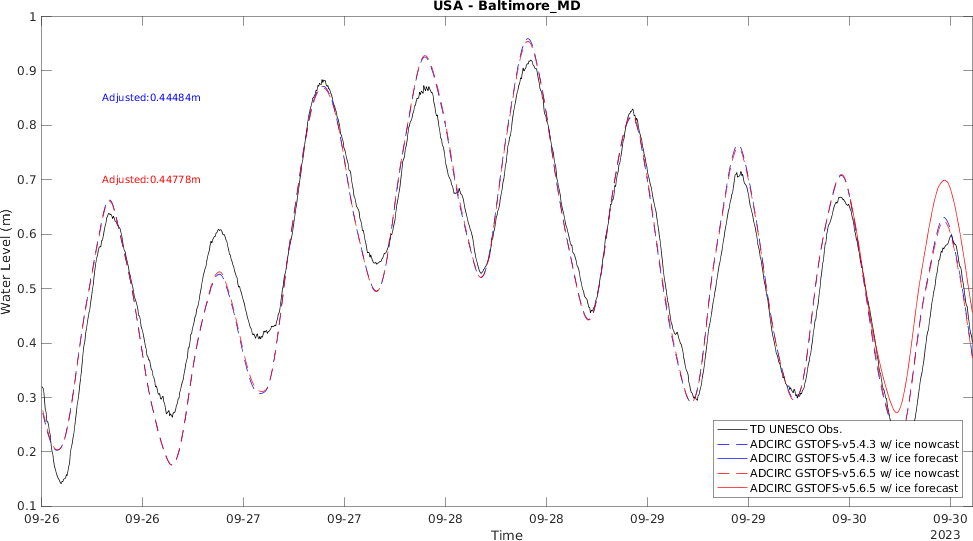 USA - Baltimore_MD
1
0.9
0.8
0.7
0.6
0.5
0.4
0.3
0.2
0.1
Water Level (m)
Adjusted:0.44484m
Adjusted:0.44778m
TD UNESCO Obs.
ADCIRC GSTOFS-v5.4.3 w/ ice nowcast
ADCIRC GSTOFS-v5.4.3 w/ ice forecast
ADCIRC GSTOFS-v5.6.5 w/ ice nowcast
ADCIRC GSTOFS-v5.6.5 w/ ice forecast
09-26 09-26 09-27 09-27 09-28 09-28 09-29 09-29 09-30 09-30
2023
Time